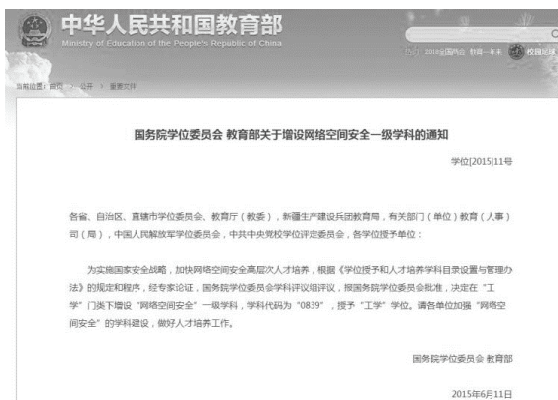 中华人民共和国教育部
Ministry of Education of the People's Republic of China
当前位置：首页 > 公开 > 重要文件
国务院学位委员会 教育部关于增设网络空间安全一级学科的通知
学位[2015]11号
各省、自治区、直辖市学位委员会、教育厅（教委），新疆生产建设兵团教育局，有关部门（单位）教育（人事）
司（局），中国人民解放军学位委员会，中共中央党校学位评定委员会，各学位授予单位：
为实施国家安全战略，加快网络空间安全高层次人才培养，根据《学位授予和人才培养学科目录设置与管理办
法》的规定和程序，经专家论证，国务院学位委员会学科评议组评议，报国务院学位委员会批准，决定在“工
学”门类下增设“网络空间安全”一级学科，学科代码为“0839”，授予“工学”学位。请各单位加强“网络空
间安全”的学科建设，做好人才培养工作。
国务院学位委员会 教育部
2015年6月11日